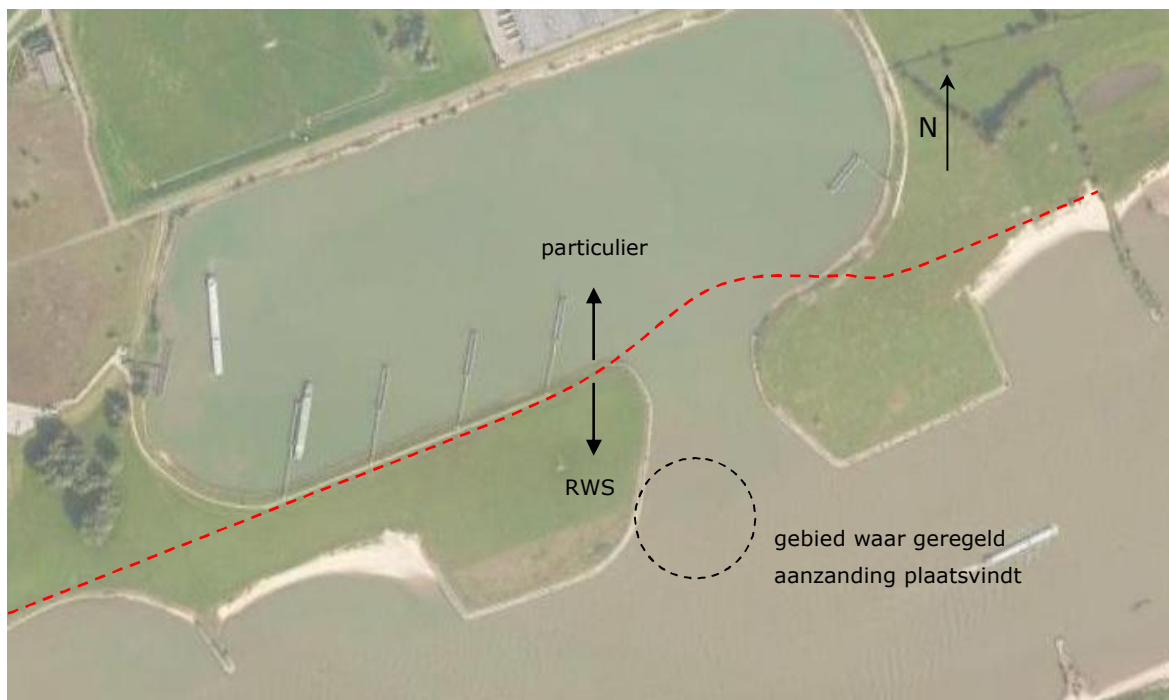 N
particulier
RWS
gebied waar geregeld
aanzanding plaatsvindt